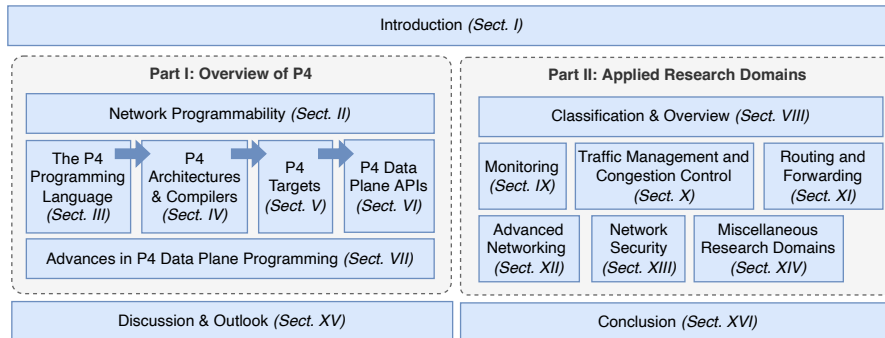 Introduction (Sect. I)
Part I: Overview of P4
Network Programmability (Sect. II)
The P4
Programming
Language
(Sect. III)
P4
Architectures
& Compilers
(Sect. IV)
P4
Targets
(Sect. V)
P4 Data
Plane APIs
(Sect. VI)
Advances in P4 Data Plane Programming (Sect. VII)
Part II: Applied Research Domains
Classification & Overview (Sect. VIII)
Monitoring
(Sect. IX)
Traffic Management and
Congestion Control
(Sect. X)
Routing and
Forwarding
(Sect. XI)
Advanced
Networking
(Sect. XII)
Network
Security
(Sect. XIII)
Miscellaneous
Research Domains
(Sect. XIV)
Discussion & Outlook (Sect. XV)
Conclusion (Sect. XVI)